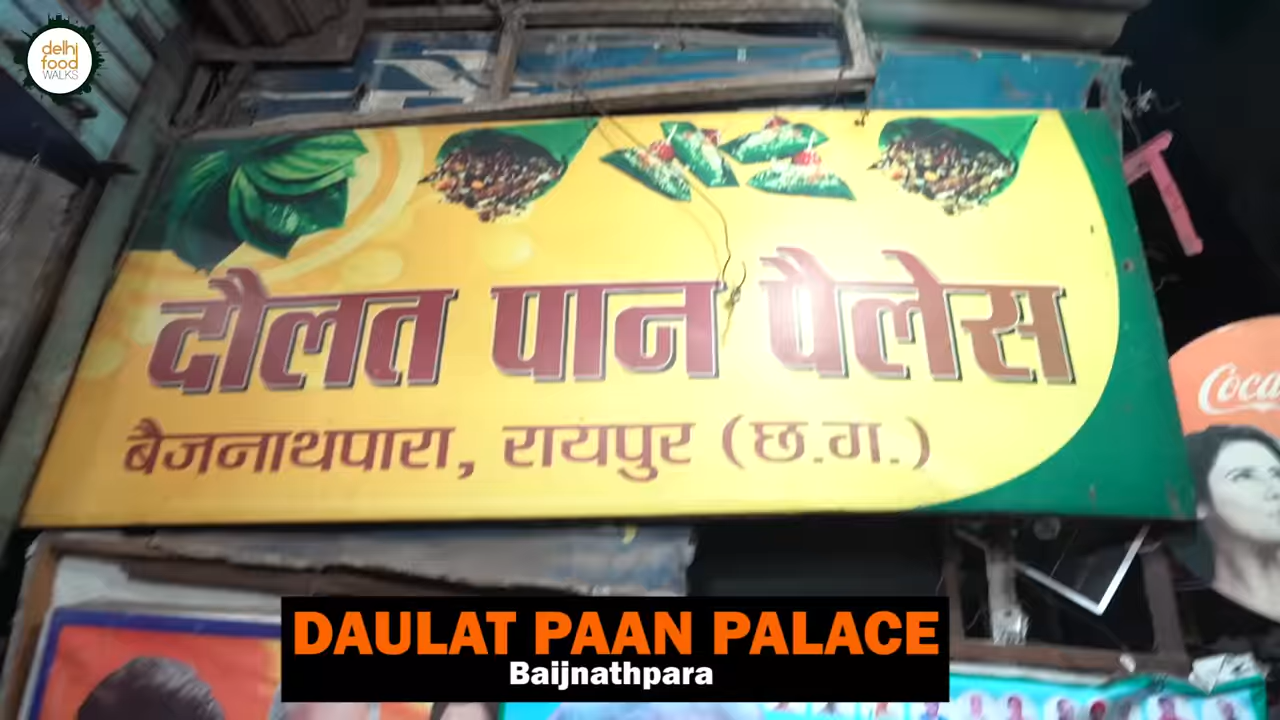 delhi
food
WALKS
दौलत पान पैलेस
बैजनाथपारा, रायपुर (छ.ग.)
Coca
DAULAT PAAN PALACE
Baijnathpara